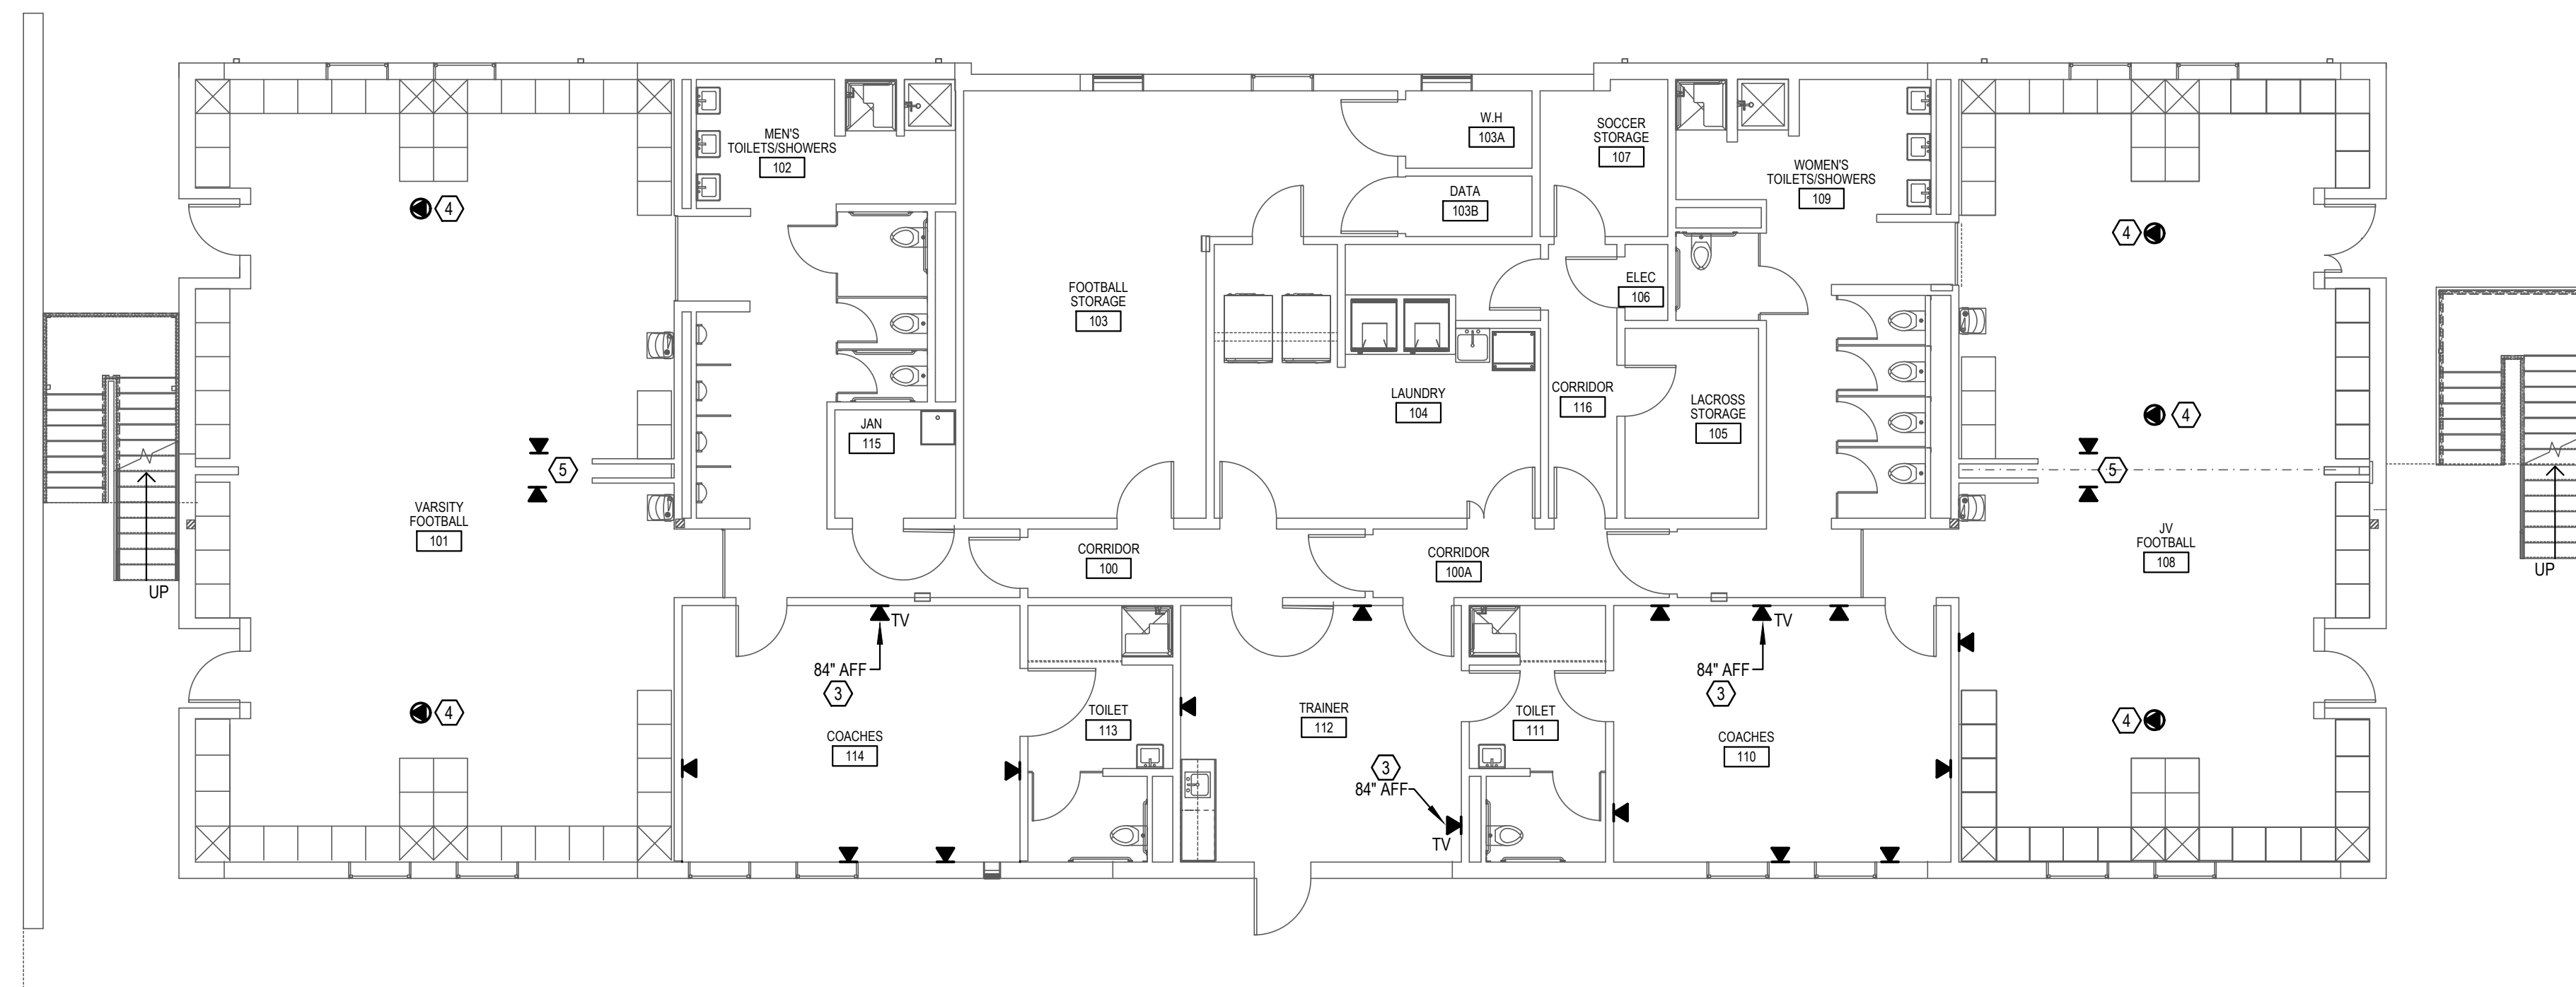 W.H
103A
SOCCER
STORAGE
107
MEN'S
TOILETS/SHOWERS
102
WOMEN'S
TOILETS/SHOWERS
109
DATA
103B
4
4
ELEC
106
FOOTBALL
STORAGE
103
LAUNDRY
104
CORRIDOR
116
LACROSS
STORAGE
105
4
JAN
115
5
5
VARSITY
FOOTBALL
101
JV
FOOTBALL
108
CORRIDOR
100
CORRIDOR
100A
UP
UP
TV
84" AFF
3
TV
84" AFF
3
4
TOILET
113
TRAINER
112
TOILET
111
4
COACHES
114
COACHES
110
3
84" AFF
TV